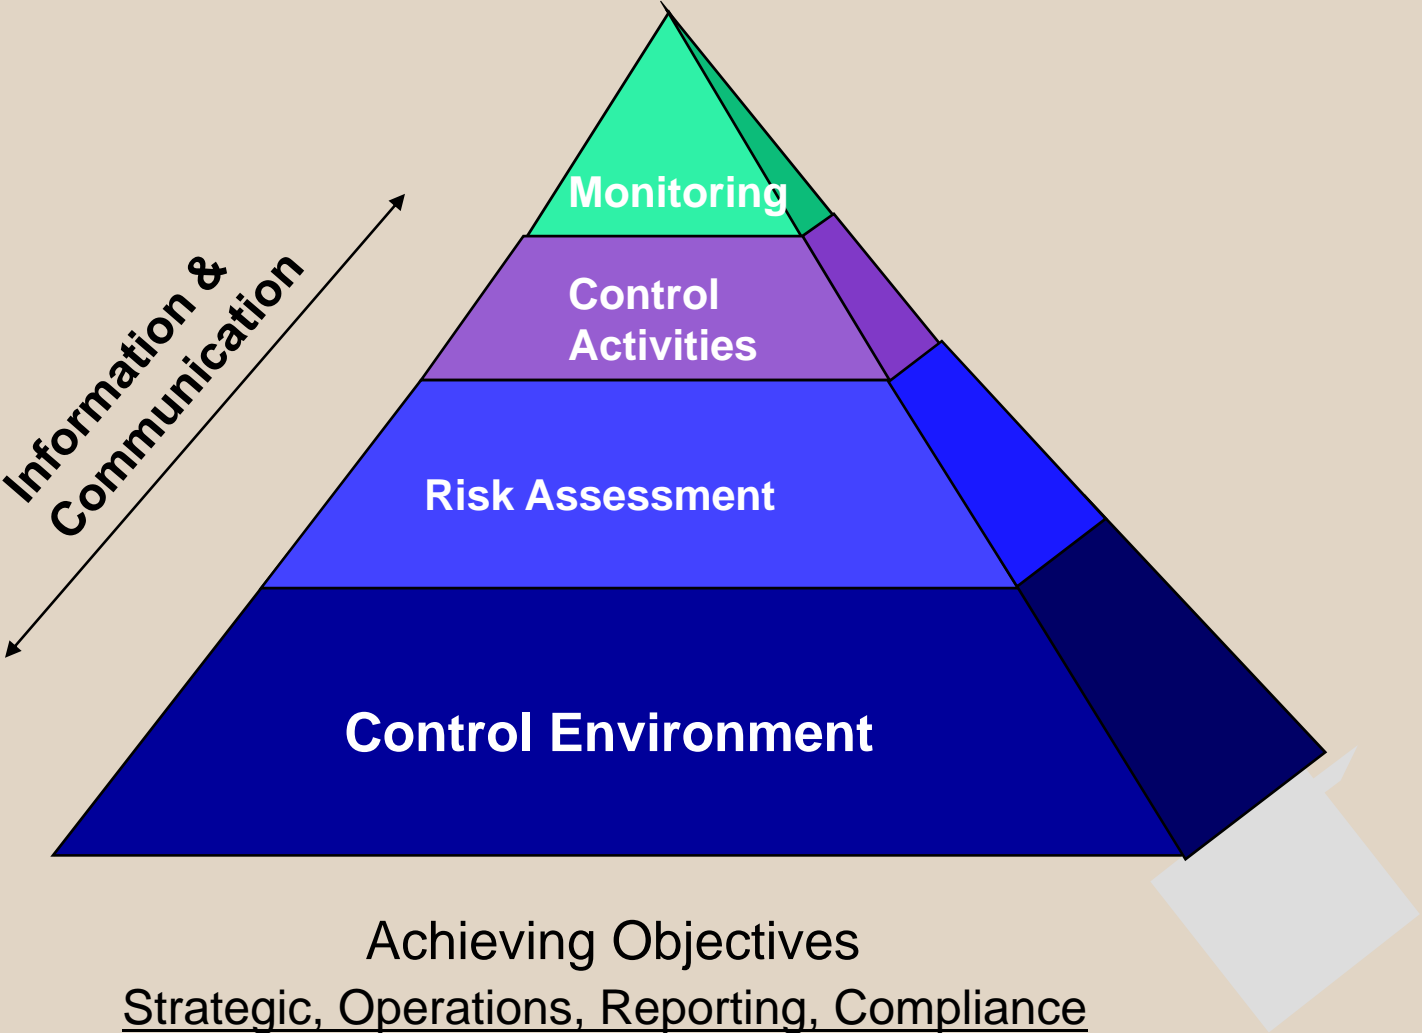 Monitoring
Control
Activities
Information &
Communication
Risk Assessment
Control Environment
Achieving Objectives
Strategic, Operations, Reporting, Compliance